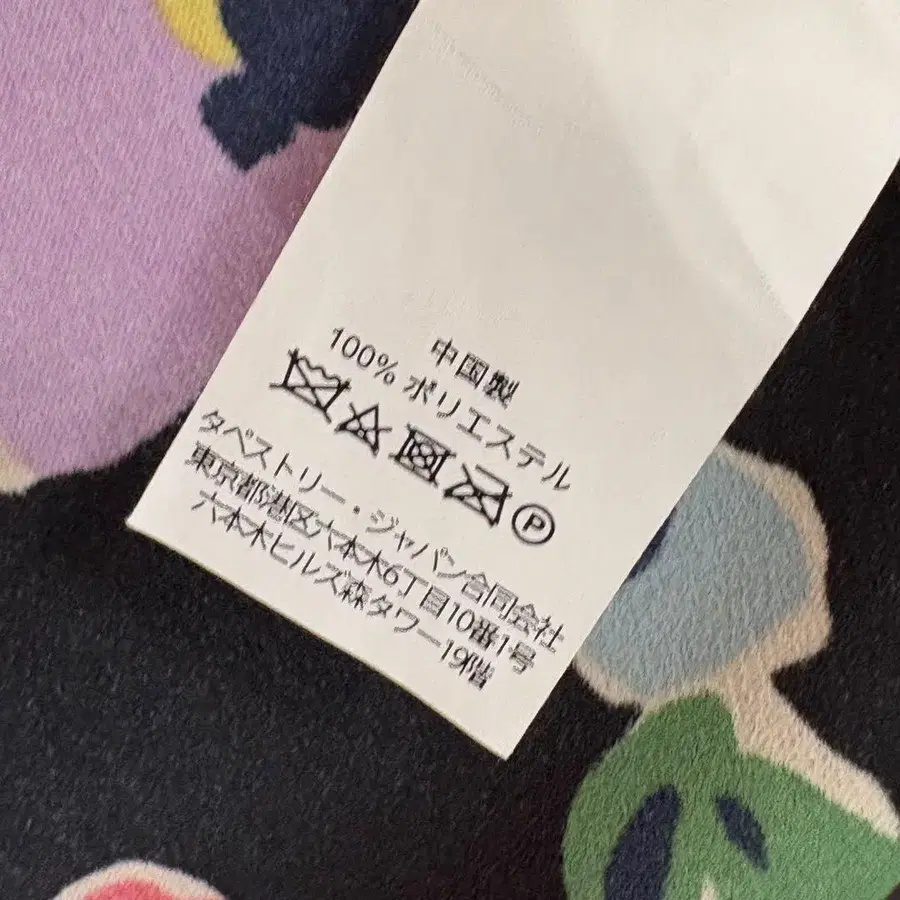 中国製
100% ポリエステル
P
タペストリー・ジャパン合同会社
東京都港区六本木6丁目10番1号
六本木ヒルズ森タワー19階